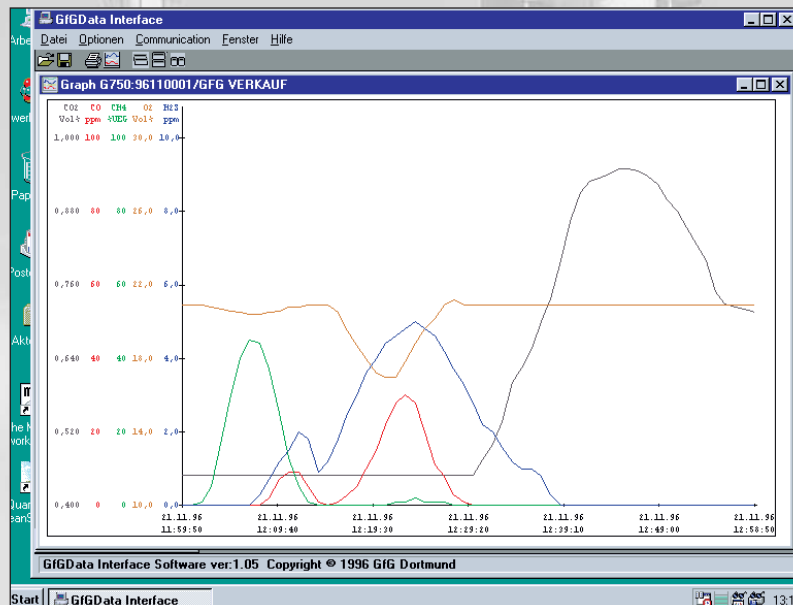 GfGData Interface
Datei Optionen Communication Fenster Hilfe
Graph G750:96110001/GFG VERKAUF
CO2 CO CH4 O2 H2S
Vol% ppm %UEG Vol% ppm
1,000 100 100 30,0 10,0
0,880 80 80 26,0 8,0
0,760 60 60 22,0 6,0
0,640 40 40 18,0 4,0
0,520 20 20 14,0 2,0
0,400 0 0 10,0 0,0
21.11.96 21.11.96 21.11.96 21.11.96 21.11.96 21.11.96 21.11.96
11:59:50 12:09:40 12:19:30 12:29:20 12:39:10 12:49:00 12:58:50
GfGData Interface Software ver:1.05 Copyright © 1996 GfG Dortmund
Start GfGData Interface